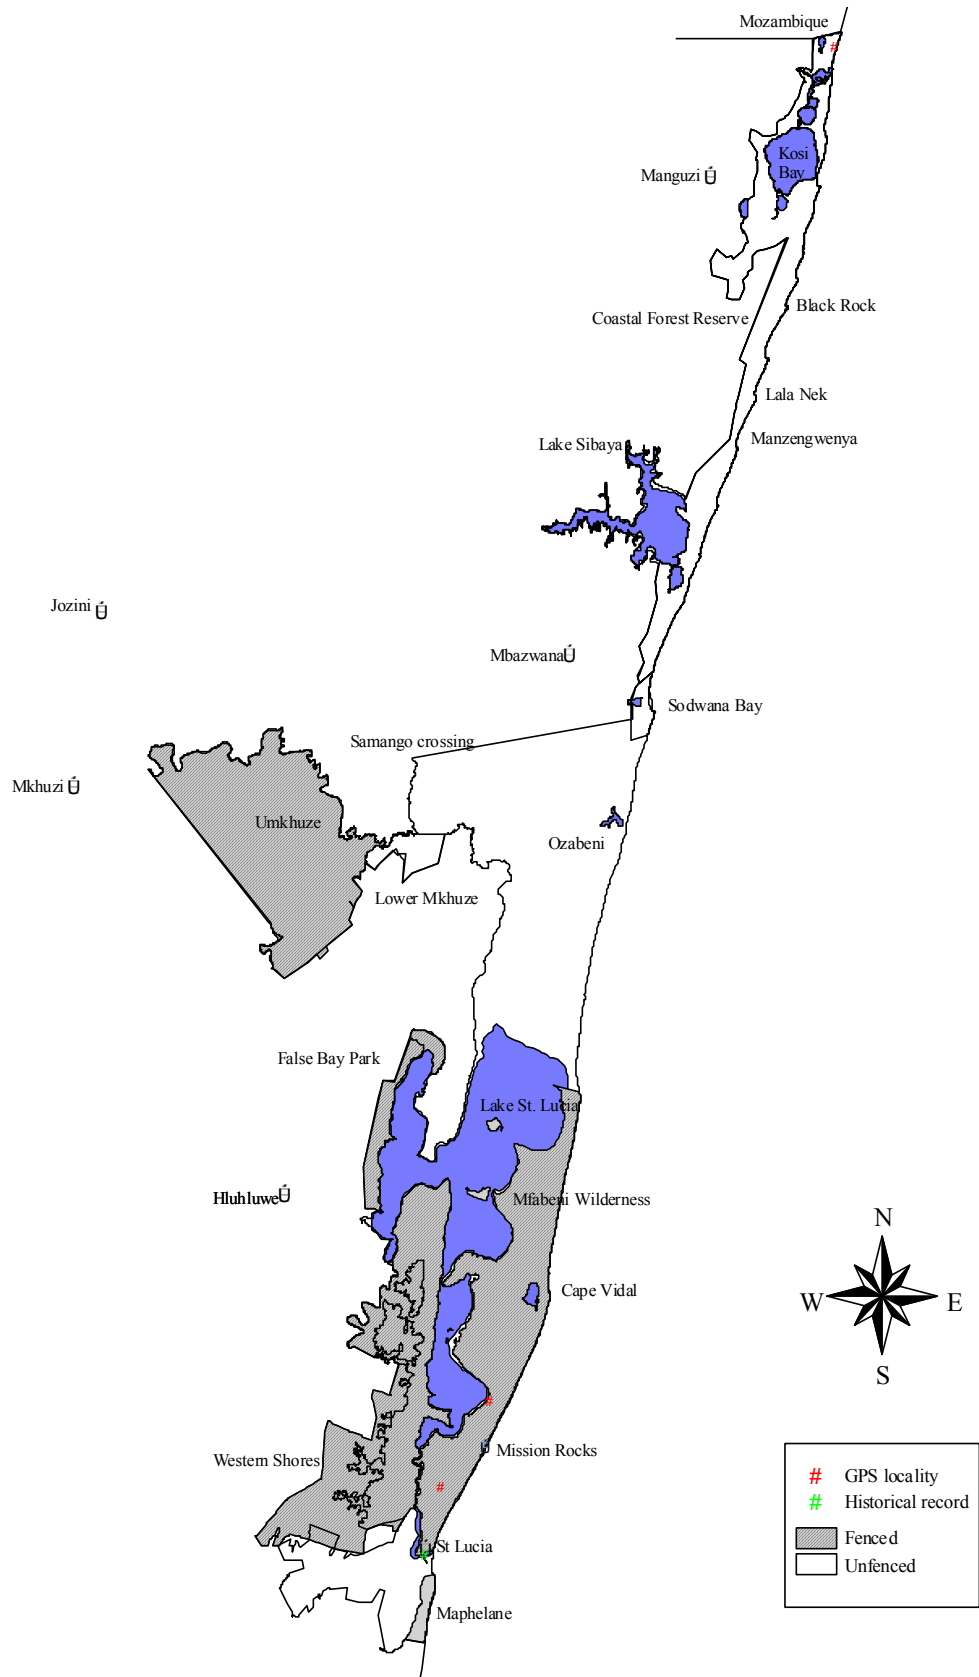 Mozambique
#
Kosi
Bay
Manguzi
Black Rock
Coastal Forest Reserve
Lala Nek
Manzengwenya
Lake Sibaya
Jozini
Mbazwana
Sodwana Bay
Samango crossing
Mkhuzi
Umkhuze
Ozabeni
Lower Mkhuze
False Bay Park
Lake St. Lucia
Hluhluwe
Mfabeni Wilderness
N
Cape Vidal
W
E
S
#
Mission Rocks
Western Shores
# GPS locality
#
# Historical record
Fenced
St Lucia
#
Unfenced
Maphelane